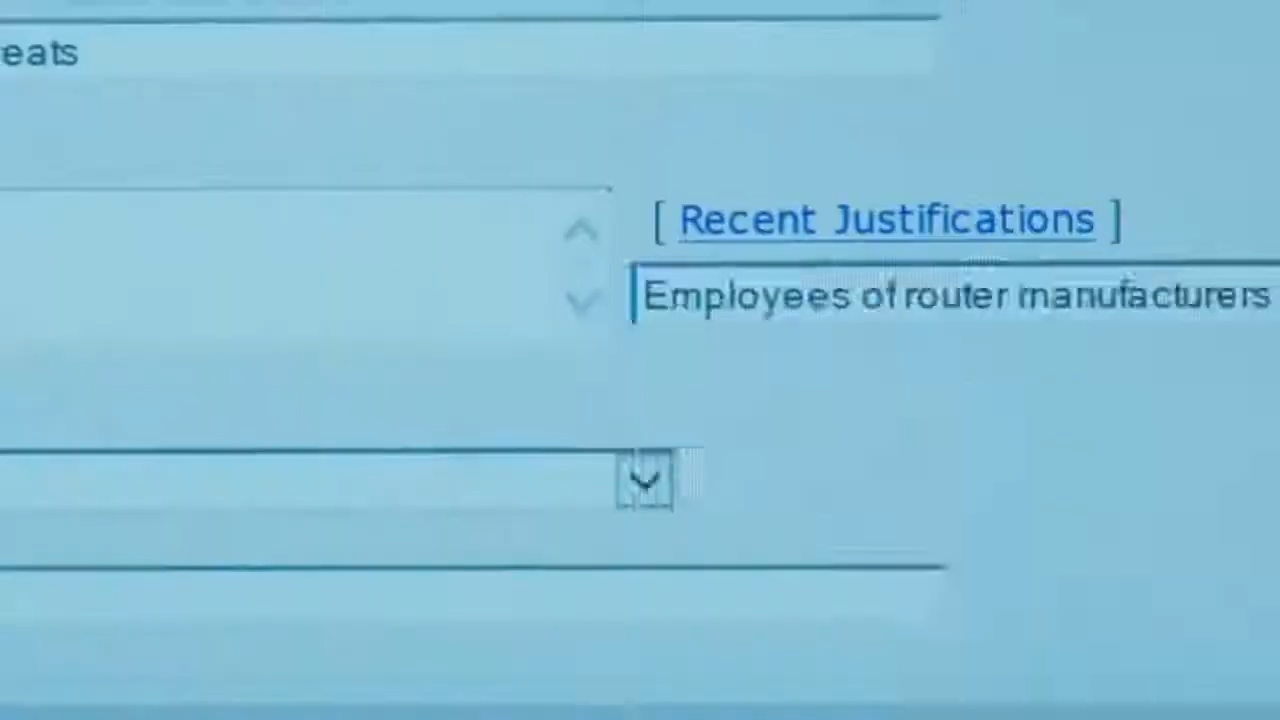 eats
[ Recent Justifications ]
Employees of router manufacturers